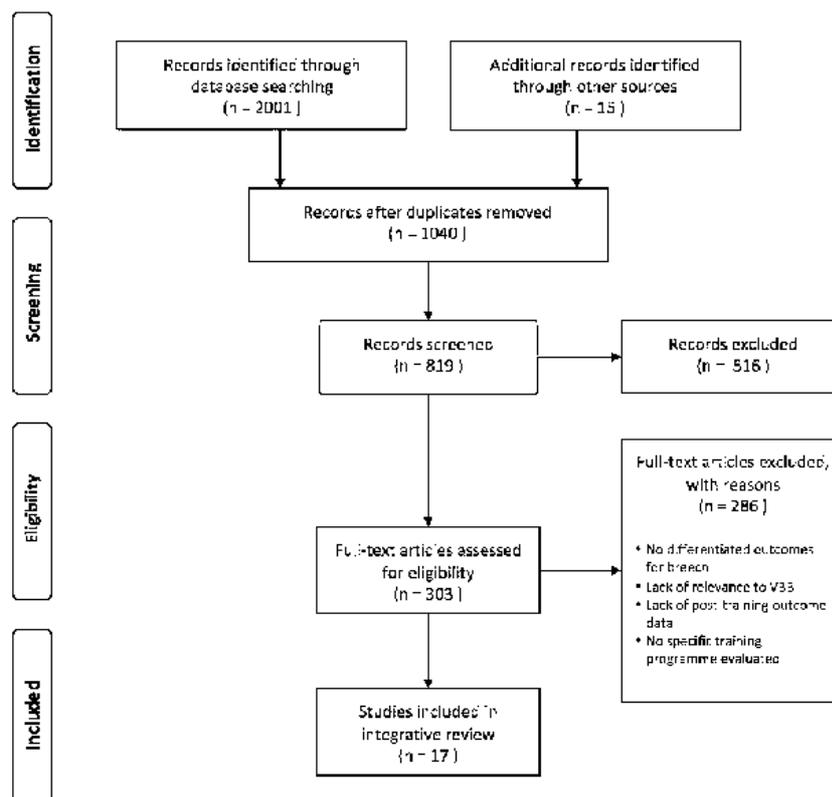 Identification
Records identified through
database searching
(n = 2001)
Additional records identified
through other sources
(n = 15)
Records after duplicates removed
(n = 1040)
Screening
Records screened
(n = 819)
Records excluded
(n = 516)
Eligibility
Full-text articles assessed
for eligibility
(n = 303)
Full-text articles excluded,
with reasons
(n = 286)
• No differentiated outcomes
for breech
• Lack of relevance to
• Lack of post training outcome
data
• No specific training
programme evaluated
Included
Studies included in
integrative review
(n = 17)